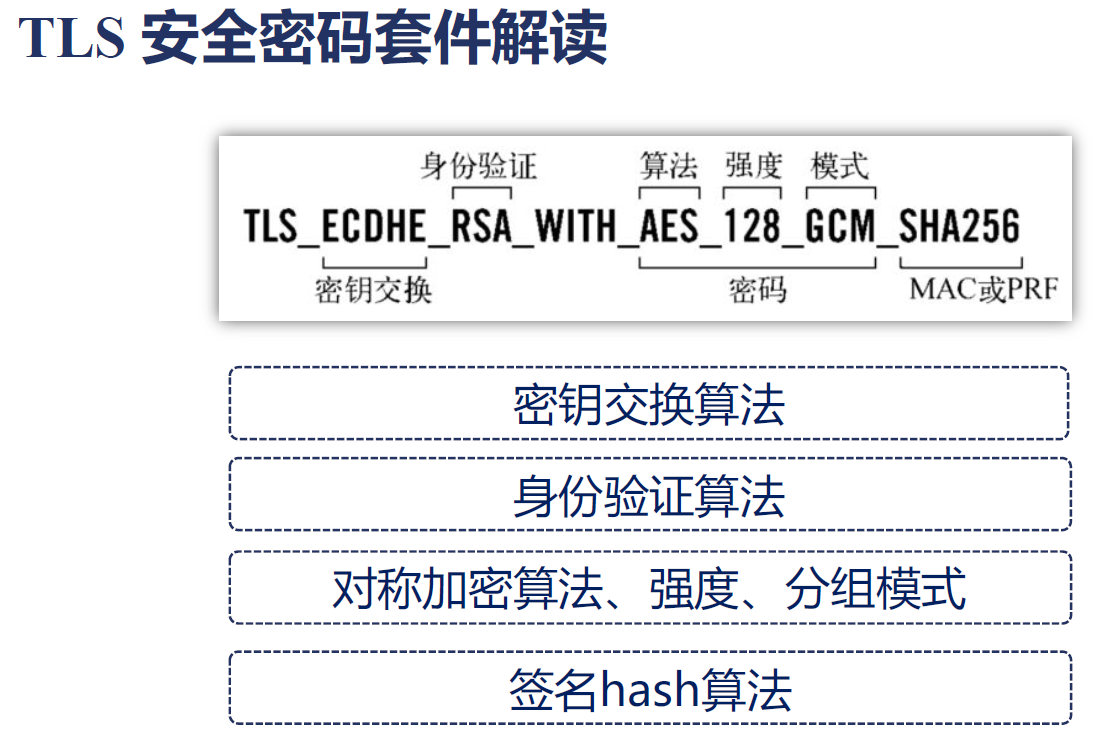 TLS 安全密码套件解读
身份验证 算法 强度 模式
TLS_ECDHE_RSA_WITH_AES_128_GCM_SHA256
密钥交换 密码 MAC或PRF
密钥交换算法
身份验证算法
对称加密算法、强度、分组模式
签名hash算法